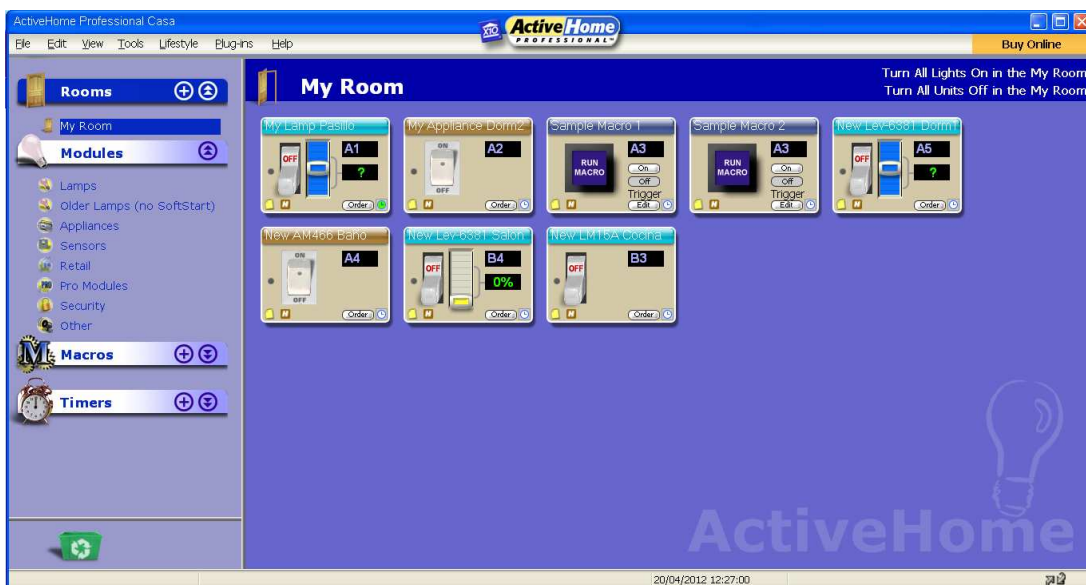 ActiveHome Professional Casa
X10 ActiveHome
PROFESSIONAL™
File Edit View Tools Lifestyle Plug-ins Help
Buy Online
Rooms
My Room
Modules
Lamps
Older Lamps (no SoftStart)
Appliances
Sensors
Retail
PRO Pro Modules
Security
Other
M Macros
Timers
My Room
Turn All Lights On in the My Room
Turn All Units Off in the My Room
My Lamp Pasillo
OFF
A1
?
Order
My Appliance Dorm2
ON
OFF
A2
Order
Sample Macro 1
RUN
MACRO
A3
On
Off
Trigger
Edit
Sample Macro 2
RUN
MACRO
A3
On
Off
Trigger
Edit
New Lev-6381 Dorm1
OFF
A5
?
Order
New AM466 Baño
ON
OFF
A4
Order
New Lev-6381 Salon
OFF
B4
0%
Order
New LM15A Cocina
OFF
B3
Order
ActiveHome
20/04/2012 12:27:00